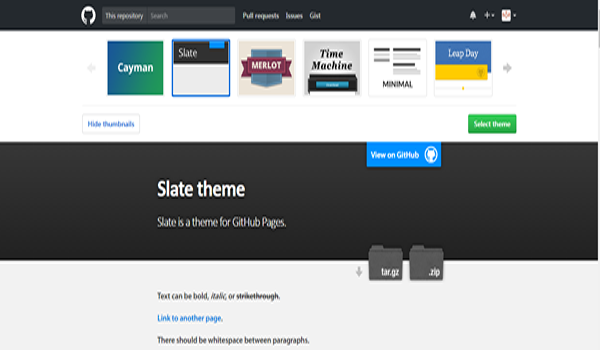 This repository Search Pull requests Issues Gist
Cayman
Slate
MERLOT
Time
Machine
MINIMAL
Leap Day
Hide thumbnails
Select theme
View on GitHub
Slate theme
Slate is a theme for GitHub Pages.
tar.gz
.zip
Text can be bold, italic, or strikethrough.
Link to another page.
There should be whitespace between paragraphs.